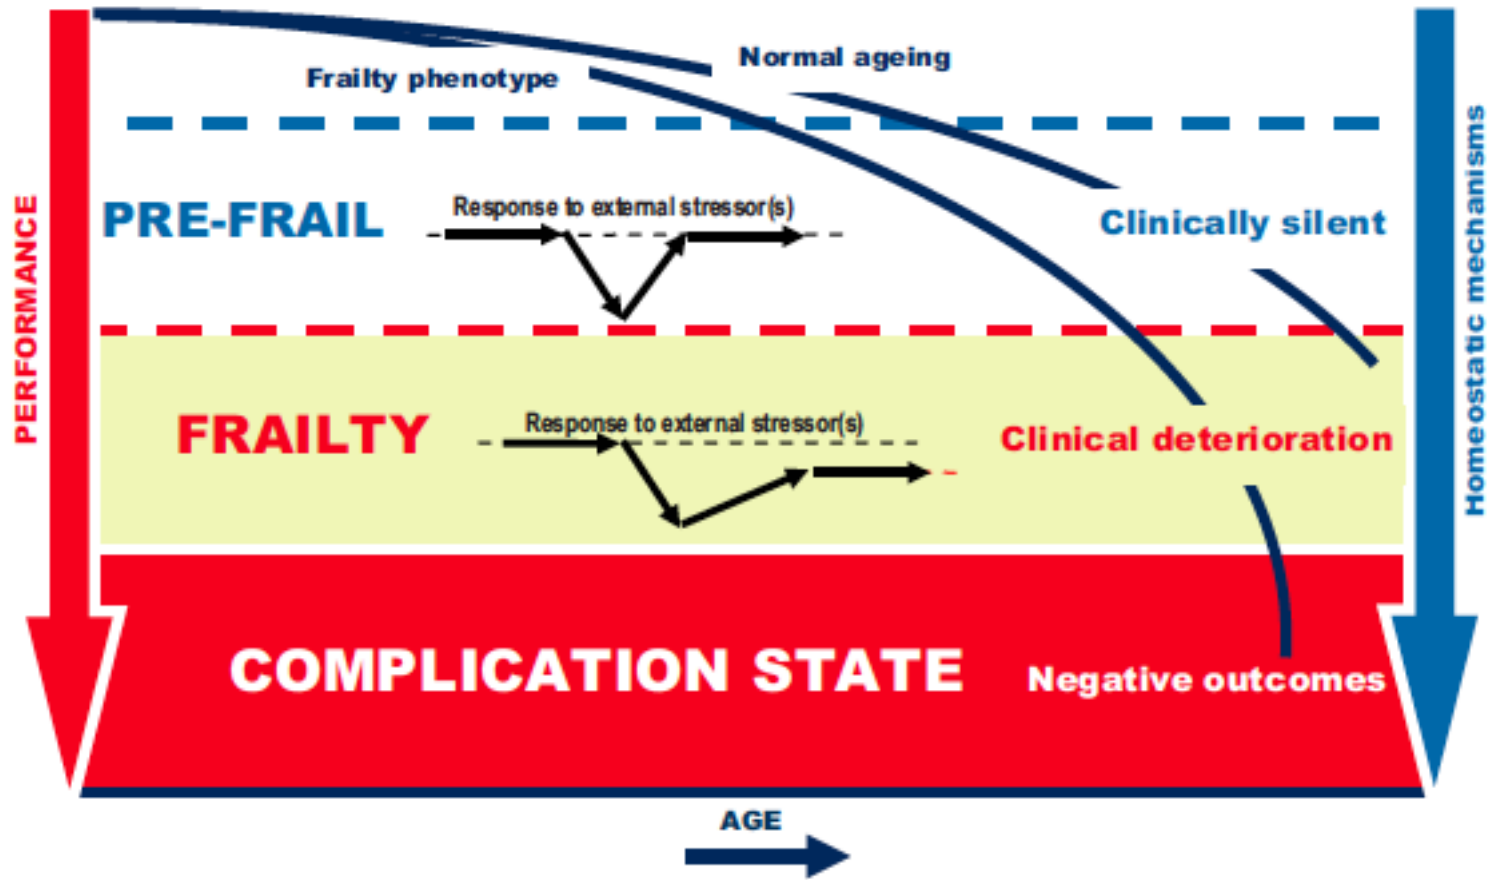 Normal ageing
Frailty phenotype
PERFORMANCE
Homeostatic mechanisms
PRE-FRAIL
Response to external stressor(s)
Clinically silent
FRAILTY
Response to external stressor(s)
Clinical deterioration
COMPLICATION STATE
Negative outcomes
AGE